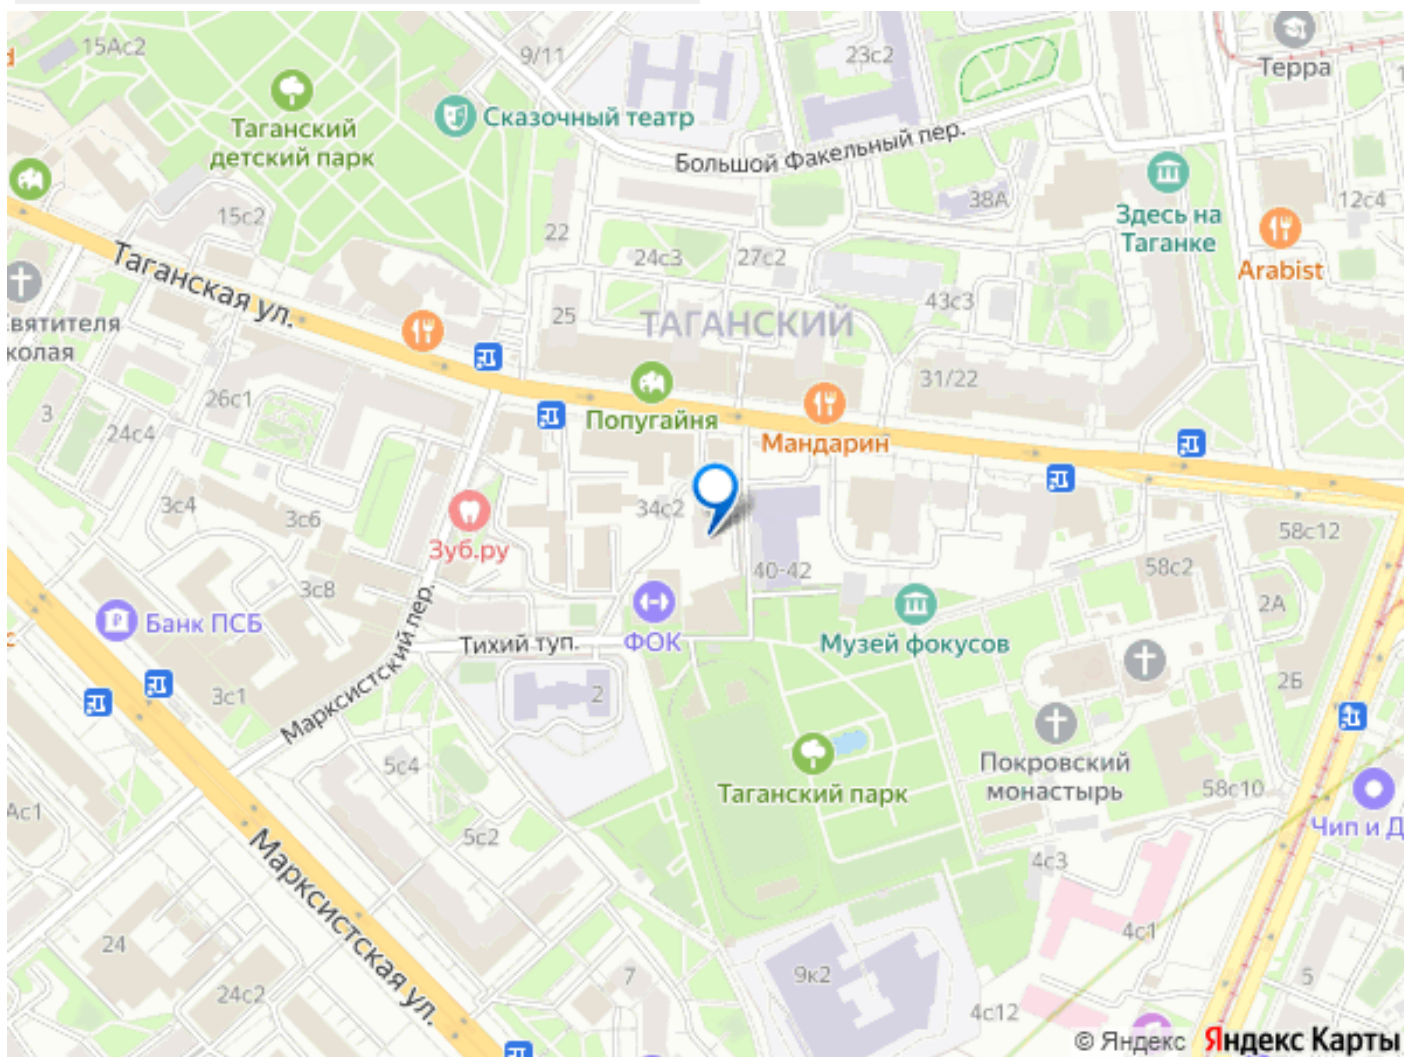 15Ас2
9/11
23с2
Терра
Таганский
детский парк
Сказочный театр
Большой Факельный пер.
38А
Здесь на
Таганке
12с4
15с2
22
24с3
27с2
Arabist
Таганская ул.
вятителя
колая
25
ТАГАНСКИЙ
43с3
31/22
Попугайня
Мандарин
3
26с1
24с4
3с4
3с6
34с2
Зуб.ру
58с12
3с8
40-42
58с2
2А
Банк ПСБ
Тихий туп.
ФОК
Музей фокусов
Марксистский пер.
3с1
2
2Б
5с4
Таганский парк
Покровский
монастырь
58с10
Ас1
5с2
Чип и Д
Марксистская ул.
4с3
24
4с1
7
9к2
5
24с2
4с12
© Яндекс Яндекс Карты